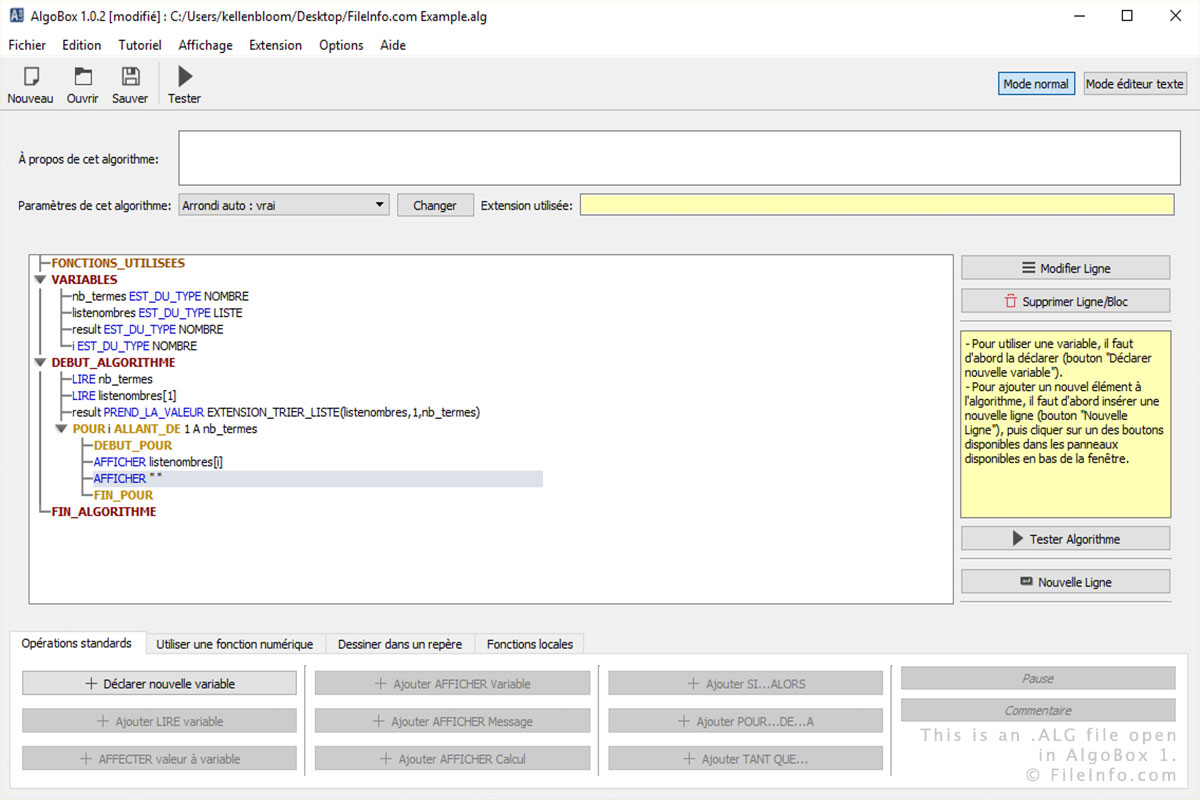 AlgoBox 1.0.2 [modifié] : C:/Users/kellenbloom/Desktop/FileInfo.com Example.alg
Fichier Edition Tutoriel Affichage Extension Options Aide
Nouveau Ouvrir Sauver Tester
Mode normal Mode éditeur texte
À propos de cet algorithme:
Paramètres de cet algorithme: Arrondi auto : vrai Changer Extension utilisée:
FONCTIONS_UTILISEES
VARIABLES
nb_termes EST_DU_TYPE NOMBRE
listenombres EST_DU_TYPE LISTE
result EST_DU_TYPE NOMBRE
i EST_DU_TYPE NOMBRE
DEBUT_ALGORITHME
LIRE nb_termes
LIRE listenombres[1]
result PREND_LA_VALEUR EXTENSION_TRIER_LISTE(listenombres,1,nb_termes)
POUR i ALLANT_DE 1 A nb_termes
DEBUT_POUR
AFFICHER listenombres[i]
AFFICHER " "
FIN_POUR
FIN_ALGORITHME
Modifier Ligne
Supprimer Ligne/Bloc
- Pour utiliser une variable, il faut
d'abord la déclarer (bouton "Déclarer
nouvelle variable").
- Pour ajouter un nouvel élément à
l'algorithme, il faut d'abord insérer une
nouvelle ligne (bouton "Nouvelle
Ligne"), puis cliquer sur un des boutons
disponibles dans les panneaux
disponibles en bas de la fenêtre.
Tester Algorithme
Nouvelle Ligne
Opérations standards Utiliser une fonction numérique Dessiner dans un repère Fonctions locales
Déclarer nouvelle variable
Ajouter LIRE variable
AFFECTER valeur à variable
Ajouter AFFICHER Variable
Ajouter AFFICHER Message
Ajouter AFFICHER Calcul
Ajouter SI...ALORS
Ajouter POUR...DE...A
Ajouter TANT QUE...
Pause
Commentaire
This is an .ALG file open
in AlgoBox 1.
© FileInfo.com